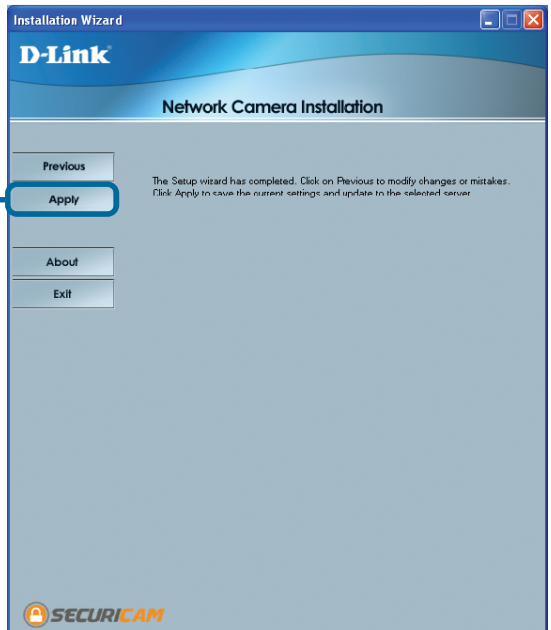 Installation Wizard
D-Link
Network Camera Installation
Previous
The Setup wizard has completed. Click on Previous to modify changes or mistakes.
Click Apply to save the current settings and update to the selected server.
Apply
About
Exit
SECURICAM